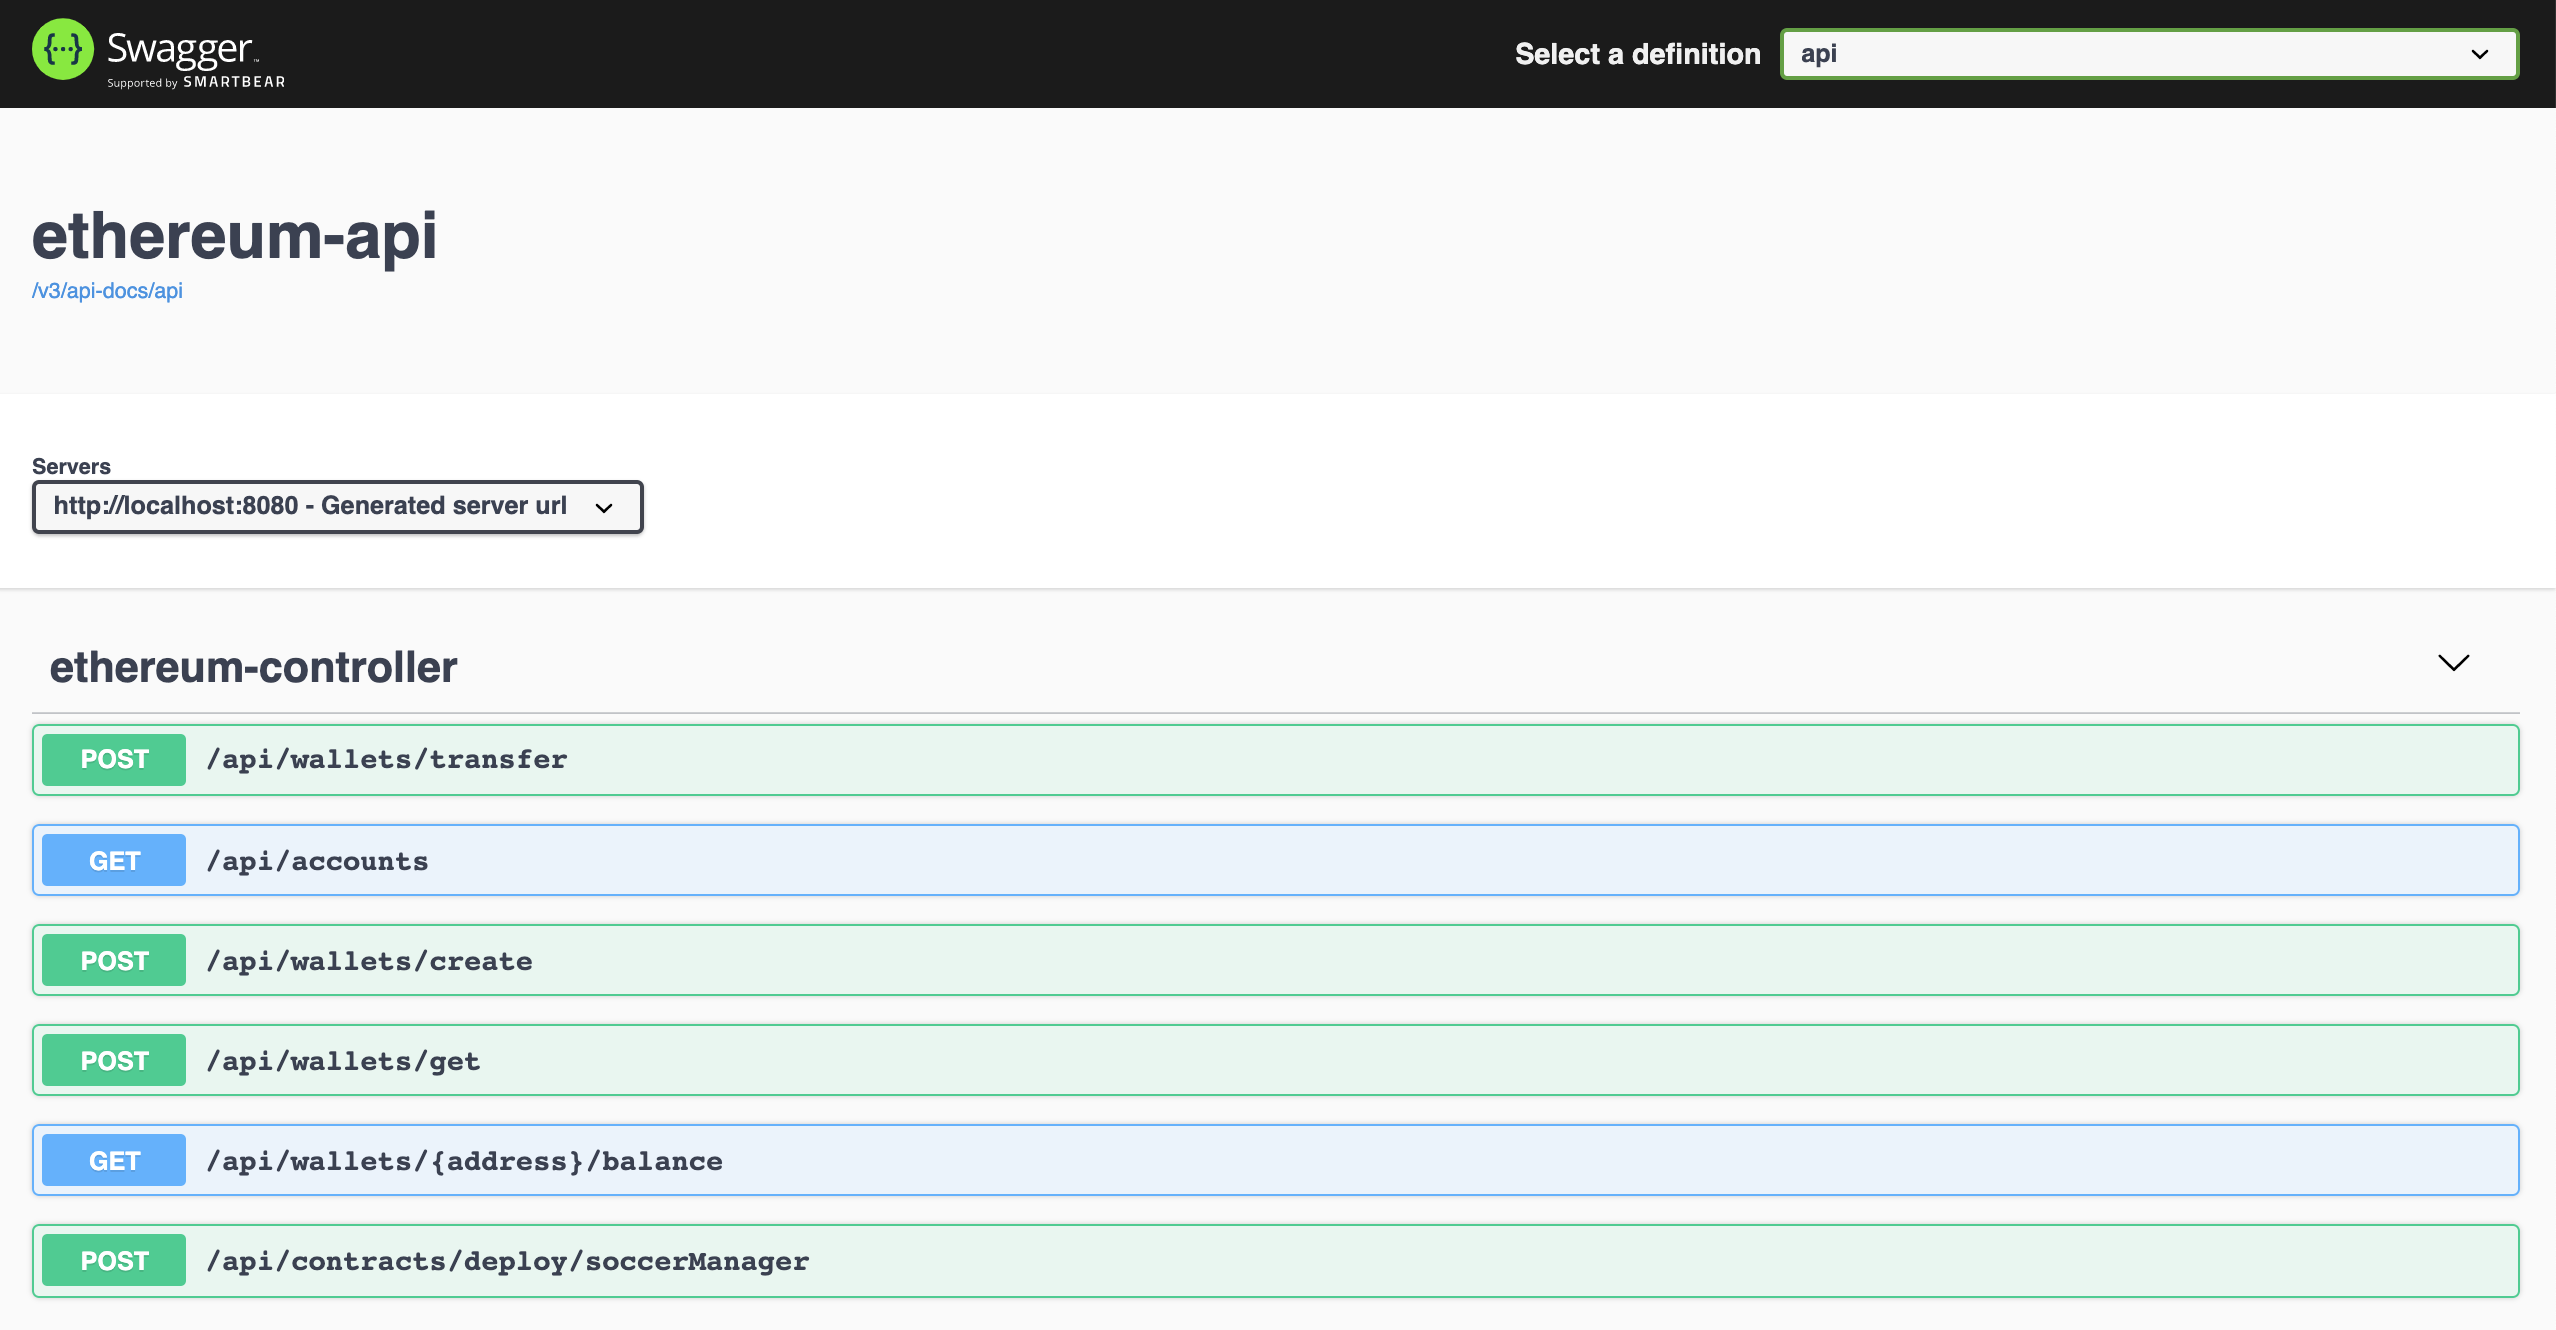 Swagger™
Supported by SMARTBEAR
Select a definition
api
ethereum-api
/v3/api-docs/api
Servers
http://localhost:8080 - Generated server url
ethereum-controller
POST /api/wallets/transfer
GET /api/accounts
POST /api/wallets/create
POST /api/wallets/get
GET /api/wallets/{address}/balance
POST /api/contracts/deploy/soccerManager